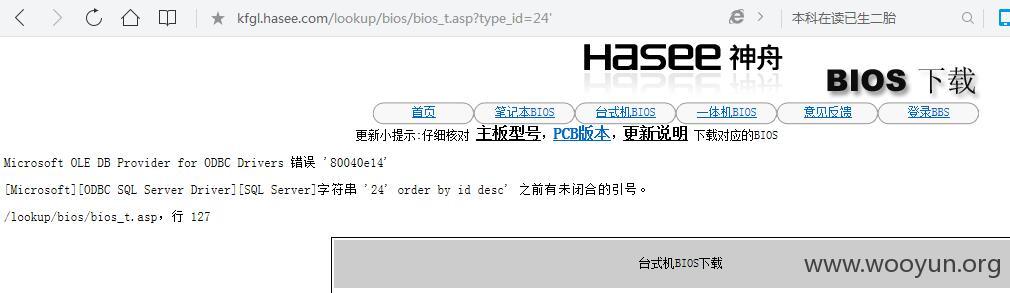 kfgl.hasee.com/lookup/bios/bios_t.asp?type_id=24'
本科在读已生二胎
Hasee 神舟
BIOS 下载
首页 笔记本BIOS 台式机BIOS 一体机BIOS 意见反馈 登录BBS
更新小提示:仔细核对 主板型号，PCB版本，更新说明 下载对应的BIOS
Microsoft OLE DB Provider for ODBC Drivers 错误 '80040e14'
[Microsoft][ODBC SQL Server Driver][SQL Server]字符串 '24' order by id desc' 之前有未闭合的引号。
/lookup/bios/bios_t.asp，行 127
台式机BIOS下载
www.wooyun.org